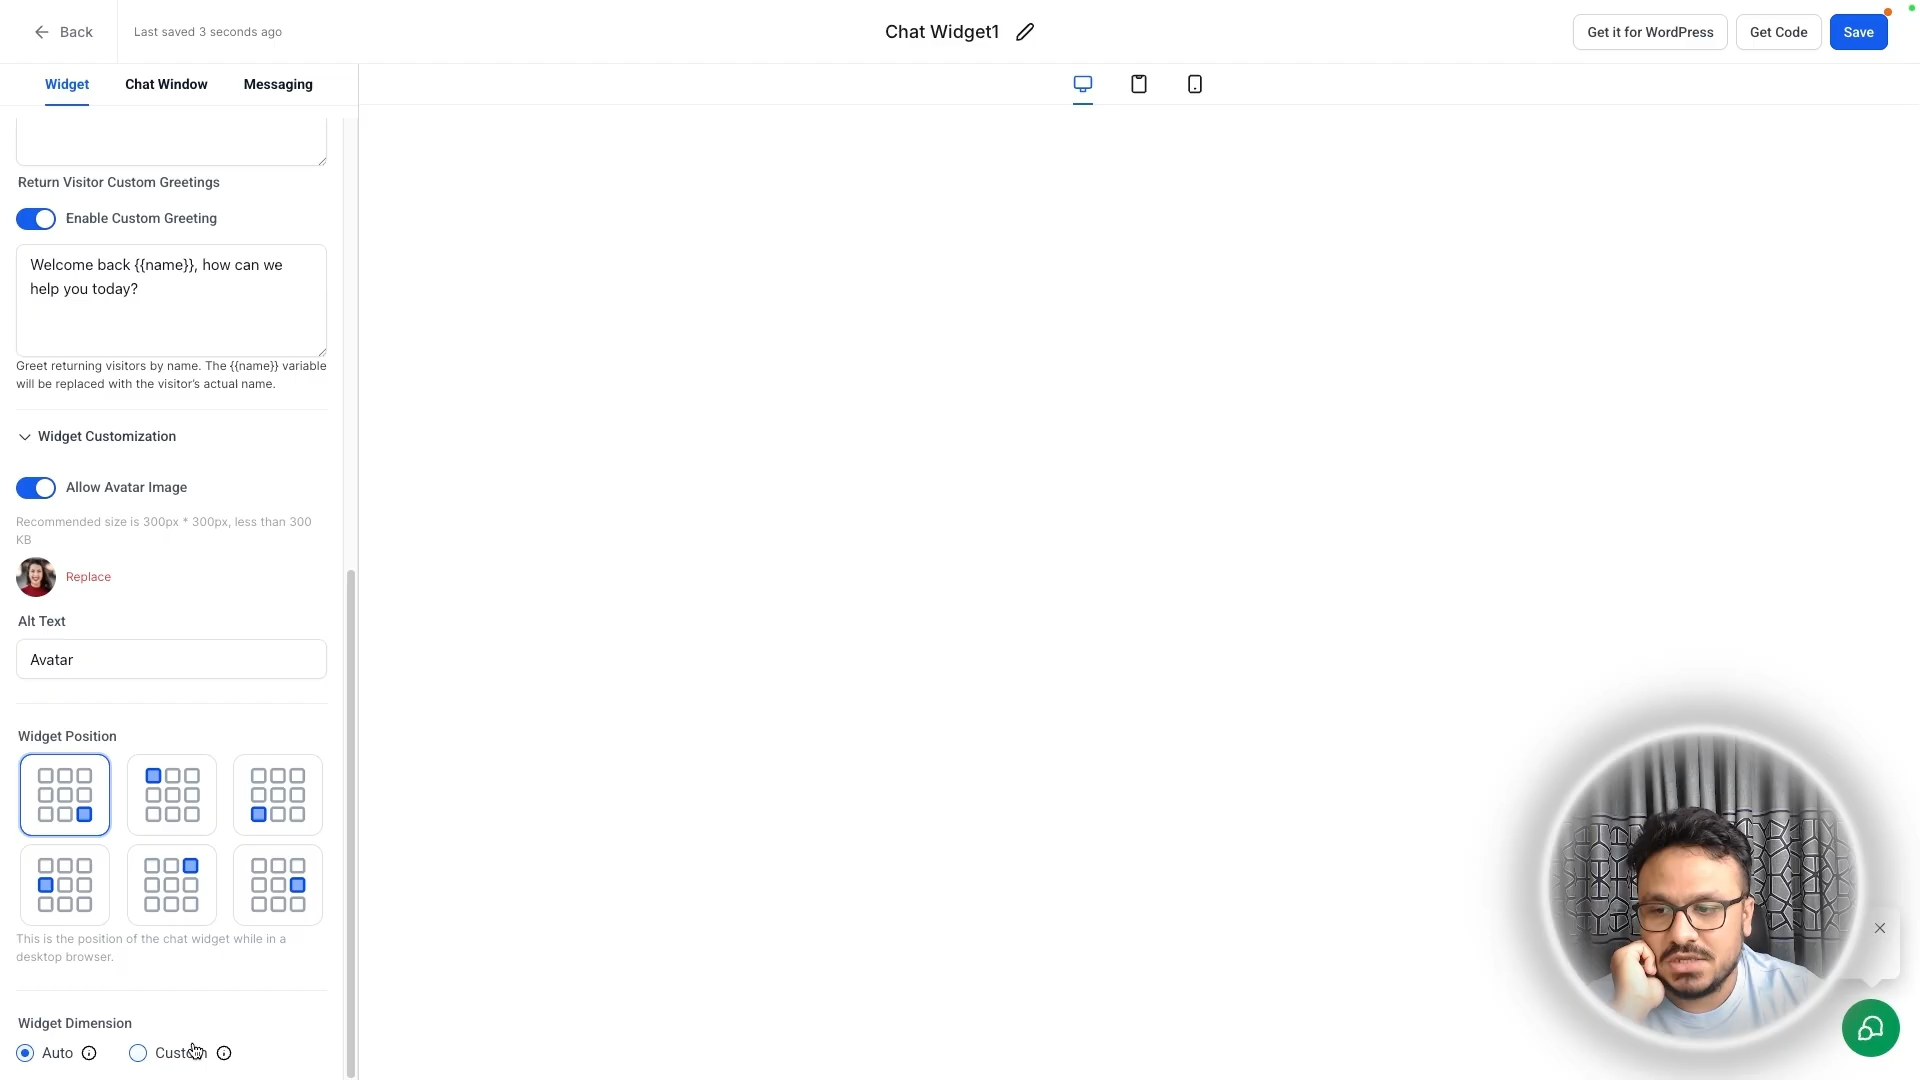 Back
Last saved 3 seconds ago
Chat Widget1
Get it for WordPress
Get Code
Save
Widget
Chat Window
Messaging
Return Visitor Custom Greetings
Enable Custom Greeting
Welcome back {{name}}, how can we
help you today?
Greet returning visitors by name. The {{name}} variable
will be replaced with the visitor's actual name.
Widget Customization
Allow Avatar Image
Recommended size is 300px * 300px, less than 300
KB
Replace
Alt Text
Avatar
Widget Position
This is the position of the chat widget while in a
desktop browser.
Widget Dimension
Auto
Custom